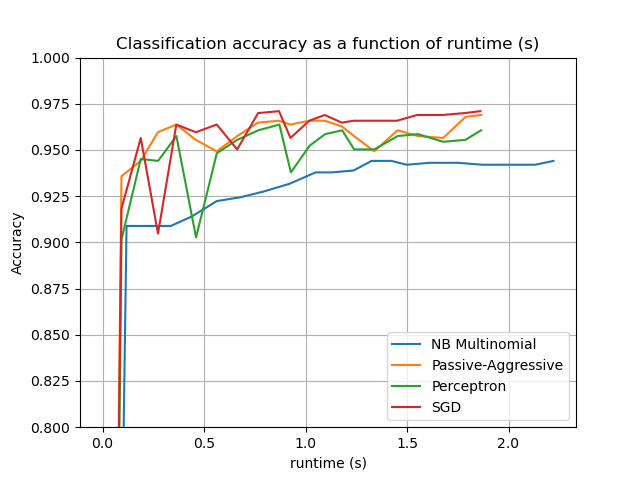 Classification accuracy as a function of runtime (s)
1.000
0.975
0.950
0.925
0.900
0.875
0.850
0.825
0.800
Accuracy
NB Multinomial
Passive-Aggressive
Perceptron
SGD
0.0 0.5 1.0 1.5 2.0
runtime (s)